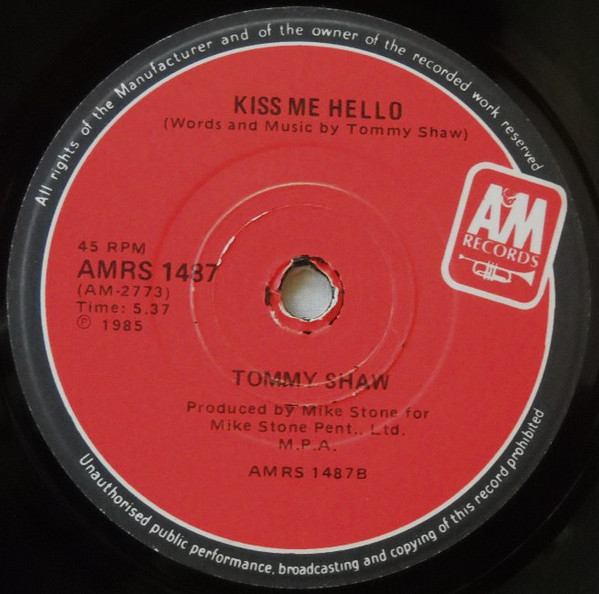 All rights of the Manufacturer and of the owner of the recorded work reserved
KISS ME HELLO
(Words and Music by Tommy Shaw)
A&M
RECORDS
45 RPM
AMRS 1487
(AM-2773)
Time: 5.37
℗ 1985
TOMMY SHAW
Produced by Mike Stone for
Mike Stone Pent., Ltd.
M.P.A.
AMRS 1487B
Unauthorised public performance, broadcasting and copying of this record prohibited